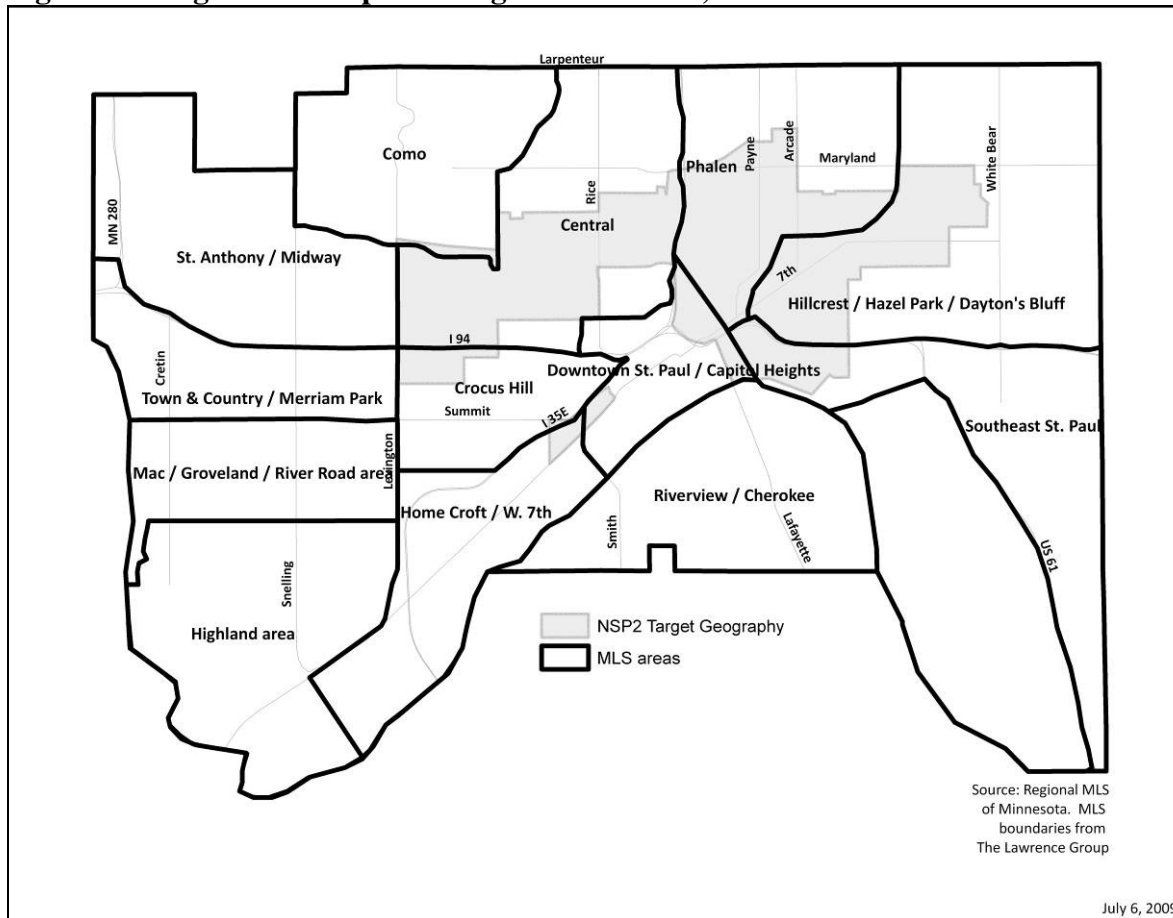 Larpenteur
Como
Phalen
Payne
Arcade
Maryland
White Bear
MN 280
Rice
Central
St. Anthony / Midway
7th
Hillcrest / Hazel Park / Dayton's Bluff
I 94
Cretin
Town & Country / Merriam Park
Crocus Hill
Downtown St. Paul / Capitol Heights
Summit
I 35E
Southeast St. Paul
Lexington
Mac / Groveland / River Road area
Home Croft / W. 7th
Riverview / Cherokee
Smith
Lafayette
US 61
Snelling
Highland area
NSP2 Target Geography
MLS areas
Source: Regional MLS
of Minnesota. MLS
boundaries from
The Lawrence Group
July 6, 2009